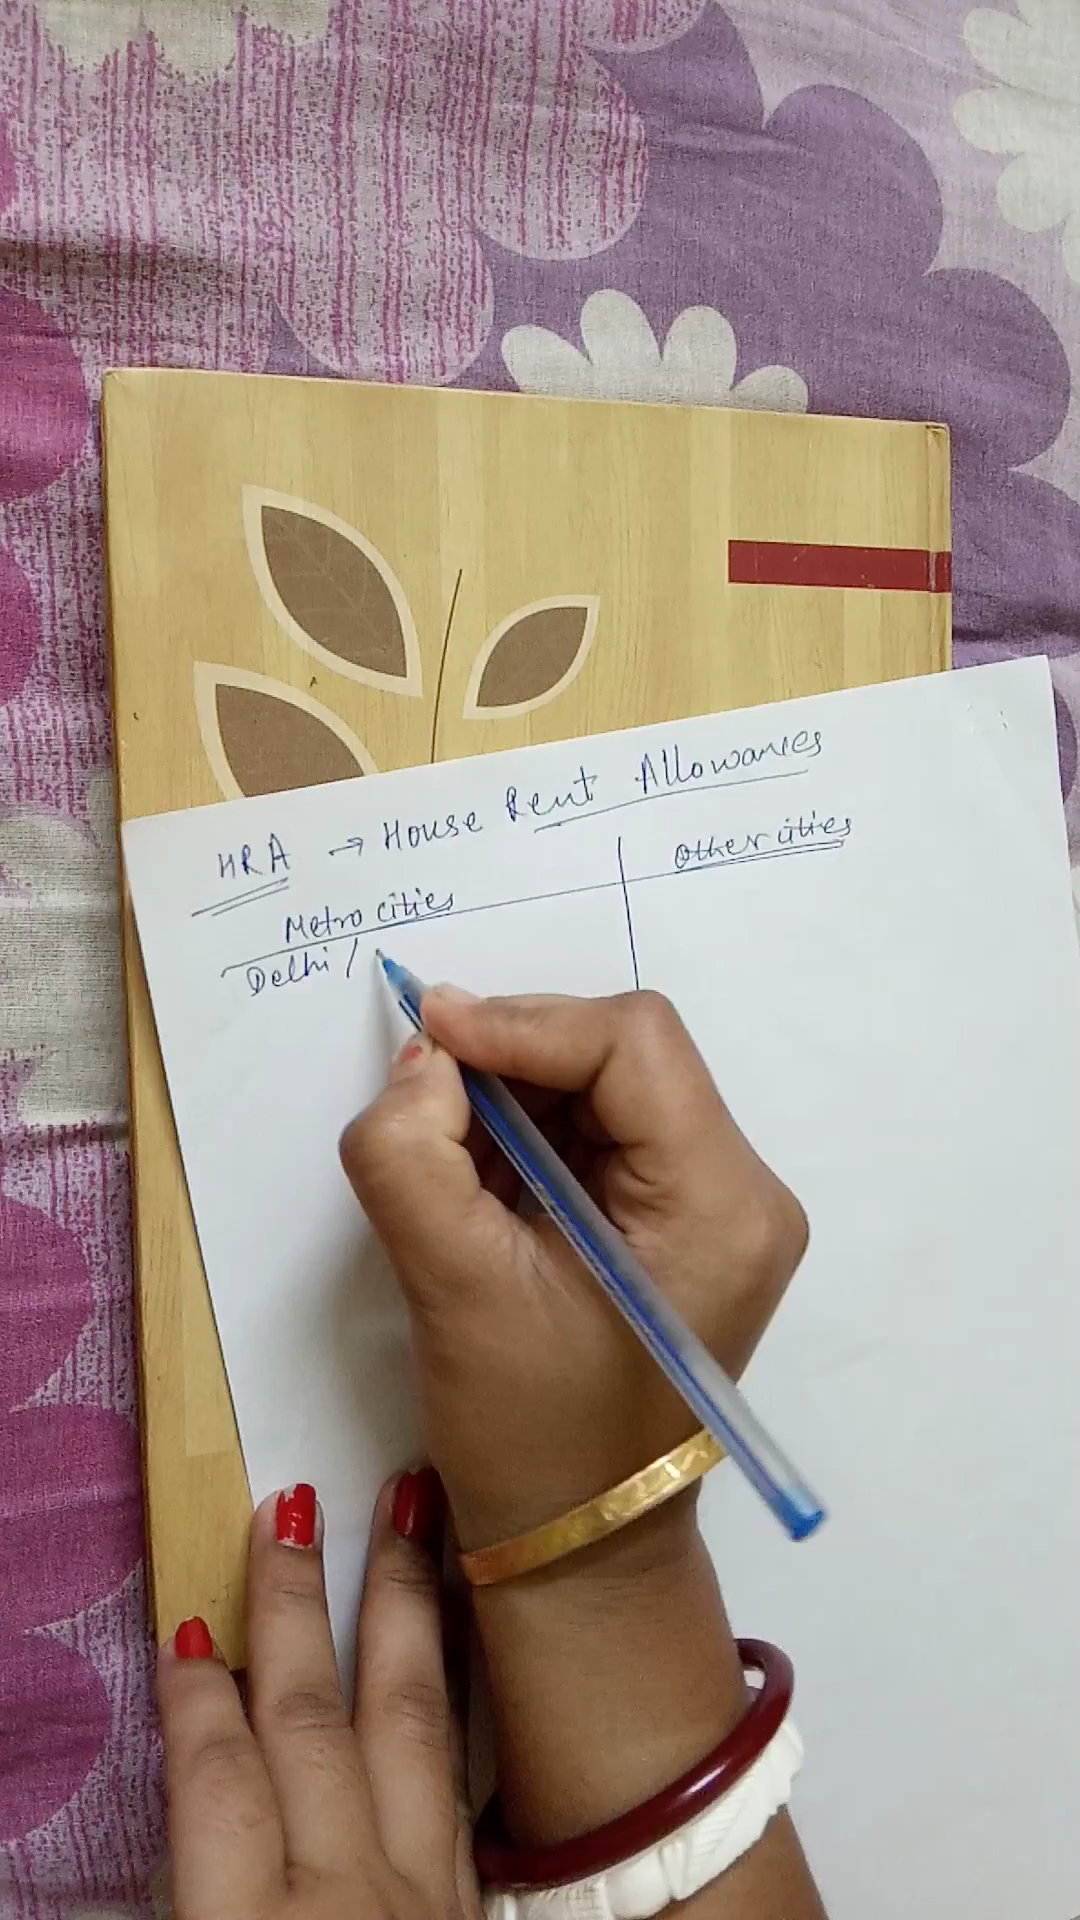 HRA → House Rent Allowances
Metro cities
Other cities
Delhi /